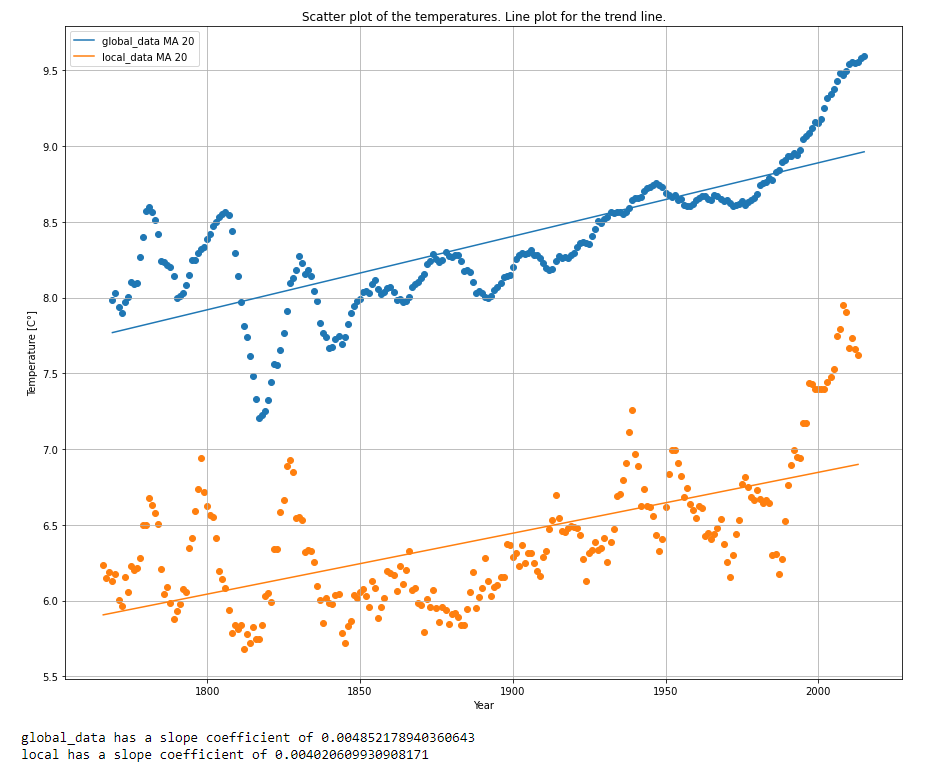 Scatter plot of the temperatures. Line plot for the trend line.
global_data MA 20
local_data MA 20
9.5
9.0
8.5
8.0
7.5
7.0
6.5
6.0
5.5
Temperature [C°]
1800
1850
1900
1950
2000
Year
global_data has a slope coefficient of 0.004852178940360643
local has a slope coefficient of 0.004020609930908171